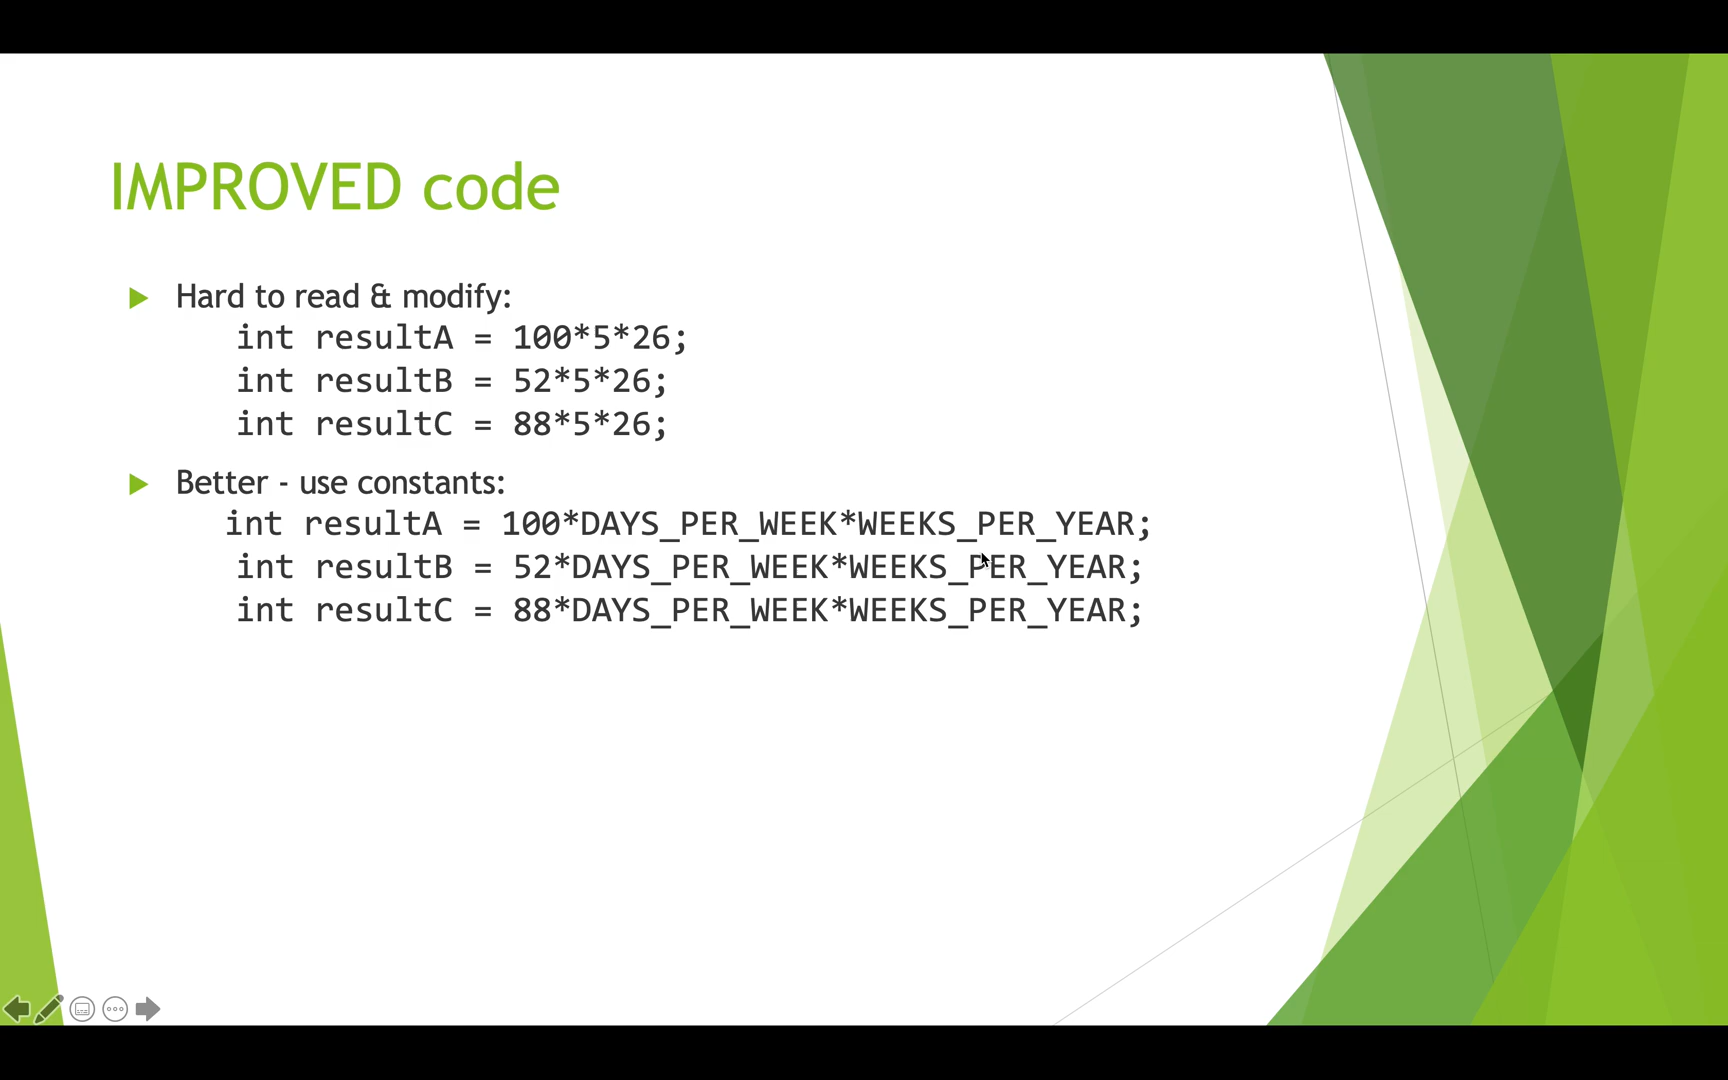 IMPROVED code
Hard to read & modify:
int resultA = 100*5*26;
int resultB = 52*5*26;
int resultC = 88*5*26;
Better - use constants:
int resultA = 100*DAYS_PER_WEEK*WEEKS_PER_YEAR;
int resultB = 52*DAYS_PER_WEEK*WEEKS_PER_YEAR;
int resultC = 88*DAYS_PER_WEEK*WEEKS_PER_YEAR;